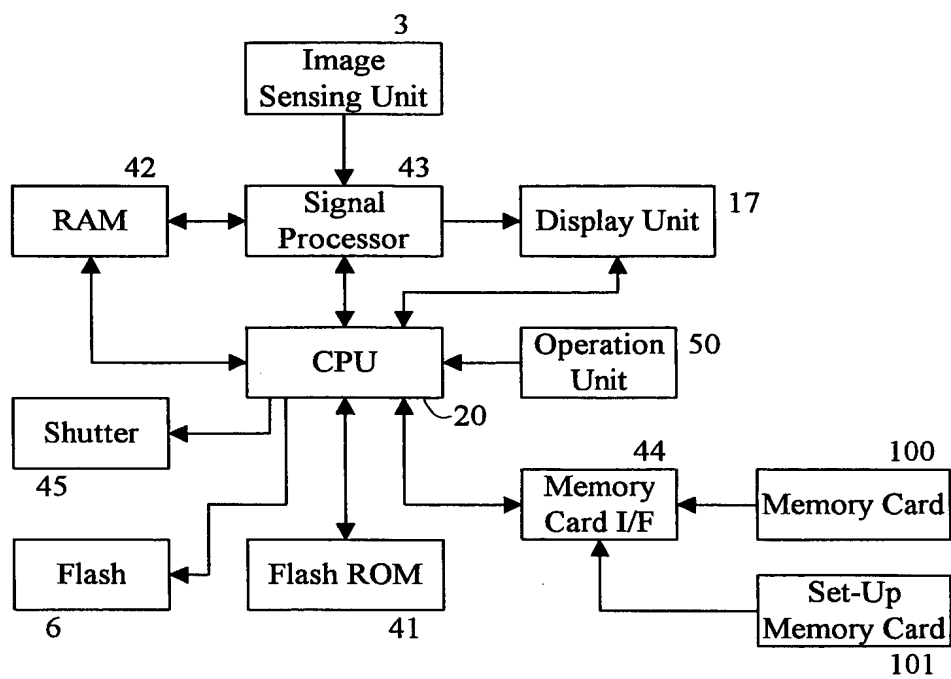 3
Image
Sensing Unit
42
43
RAM
Signal
Processor
Display Unit
17
CPU
Operation
Unit
50
20
Shutter
45
44
100
Memory
Card I/F
Memory Card
Flash
6
Flash ROM
41
Set-Up
Memory Card
101